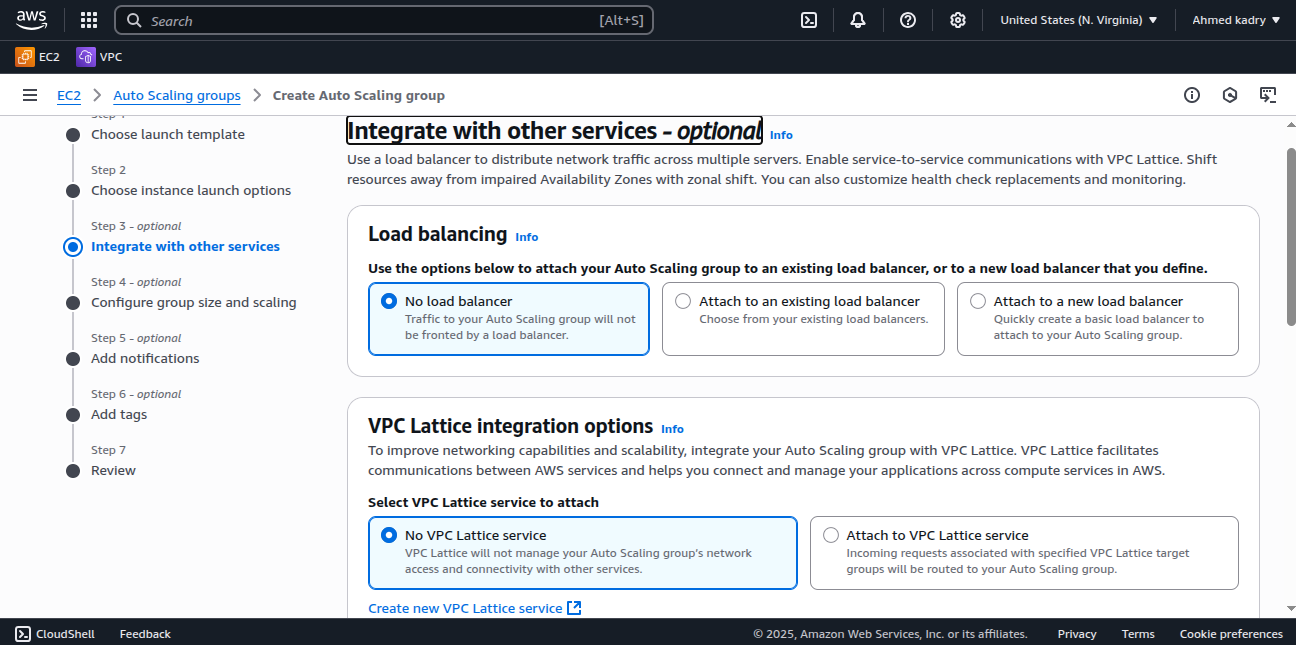 aws
Search
[Alt+S]
United States (N. Virginia)
Ahmed kadry
EC2
VPC
EC2
Auto Scaling groups
Create Auto Scaling group
Choose launch template
Step 2
Choose instance launch options
Step 3 – optional
Integrate with other services
Step 4 – optional
Configure group size and scaling
Step 5 – optional
Add notifications
Step 6 – optional
Add tags
Step 7
Review
Integrate with other services – optional Info
Use a load balancer to distribute network traffic across multiple servers. Enable service-to-service communications with VPC Lattice. Shift
resources away from impaired Availability Zones with zonal shift. You can also customize health check replacements and monitoring.
Load balancing Info
Use the options below to attach your Auto Scaling group to an existing load balancer, or to a new load balancer that you define.
No load balancer
Traffic to your Auto Scaling group will not
be fronted by a load balancer.
Attach to an existing load balancer
Choose from your existing load balancers.
Attach to a new load balancer
Quickly create a basic load balancer to
attach to your Auto Scaling group.
VPC Lattice integration options Info
To improve networking capabilities and scalability, integrate your Auto Scaling group with VPC Lattice. VPC Lattice facilitates
communications between AWS services and helps you connect and manage your applications across compute services in AWS.
Select VPC Lattice service to attach
No VPC Lattice service
VPC Lattice will not manage your Auto Scaling group's network
access and connectivity with other services.
Attach to VPC Lattice service
Incoming requests associated with specified VPC Lattice target
groups will be routed to your Auto Scaling group.
Create new VPC Lattice service
CloudShell
Feedback
© 2025, Amazon Web Services, Inc. or its affiliates.
Privacy
Terms
Cookie preferences